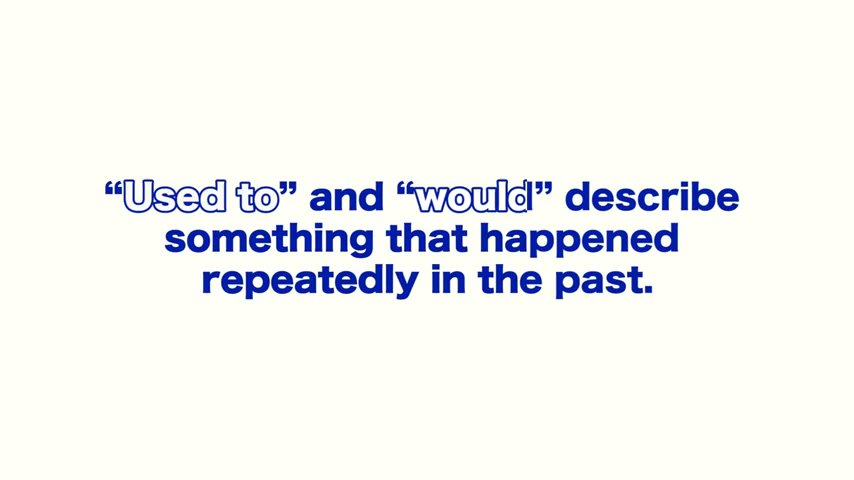 “Used to” and “would” describe
something that happened
repeatedly in the past.